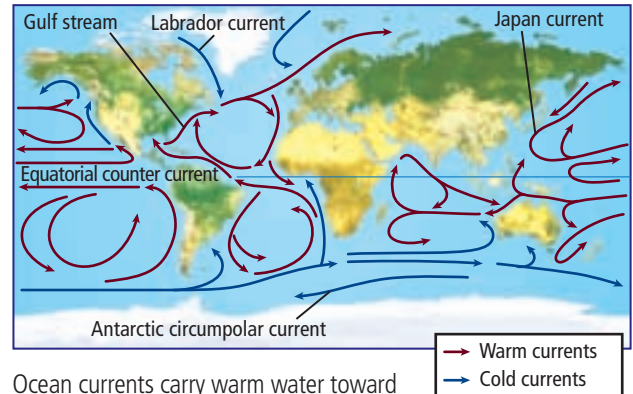 Gulf stream
Labrador current
Japan current
Equatorial counter current
Antarctic circumpolar current
Warm currents
Cold currents
Ocean currents carry warm water toward